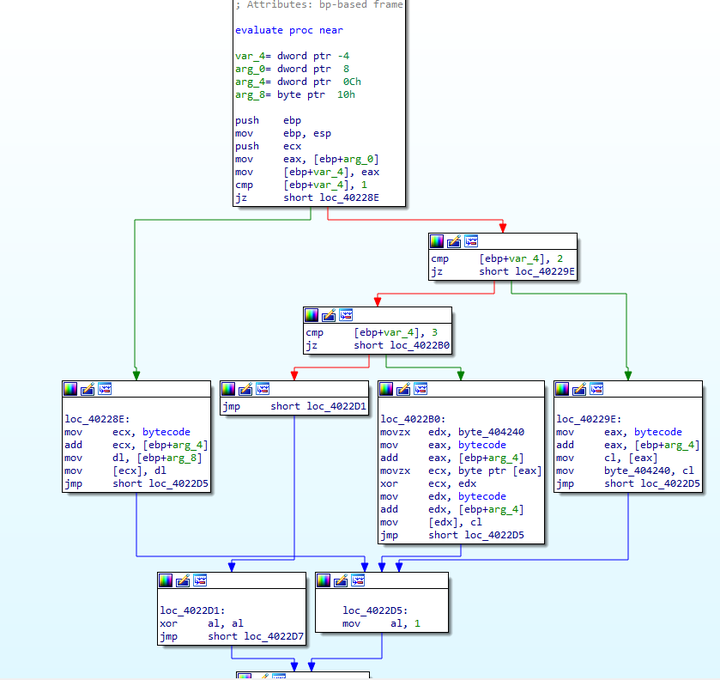 ; Attributes: bp-based frame
evaluate proc near
var_4= dword ptr -4
arg_0= dword ptr  8
arg_4= dword ptr  0Ch
arg_8= byte ptr  10h
push    ebp
mov     ebp, esp
push    ecx
mov     eax, [ebp+arg_0]
mov     [ebp+var_4], eax
cmp     [ebp+var_4], 1
jz      short loc_40228E
cmp     [ebp+var_4], 2
jz      short loc_40229E
cmp     [ebp+var_4], 3
jz      short loc_4022B0
loc_40228E:
mov     ecx, bytecode
add     ecx, [ebp+arg_4]
mov     dl, [ebp+arg_8]
mov     [ecx], dl
jmp     short loc_4022D5
jmp     short loc_4022D1
loc_4022B0:
movzx   edx, byte_404240
mov     eax, bytecode
add     eax, [ebp+arg_4]
movzx   ecx, byte ptr [eax]
xor     ecx, edx
mov     edx, bytecode
add     edx, [ebp+arg_4]
mov     [edx], cl
jmp     short loc_4022D5
loc_40229E:
mov     eax, bytecode
add     eax, [ebp+arg_4]
mov     cl, [eax]
mov     byte_404240, cl
jmp     short loc_4022D5
loc_4022D1:
xor     al, al
jmp     short loc_4022D7
loc_4022D5:
mov     al, 1